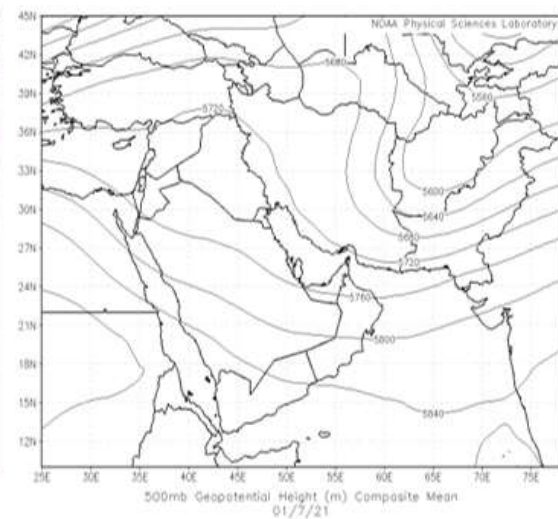 NOAA Physical Sciences Laboratory
45N
42N
39N
36N
33N
30N
27N
24N
21N
18N
15N
12N
5680
5560
5720
5600
5640
5680
5720
5760
5800
5840
25E 30E 35E 40E 45E 50E 55E 60E 65E 70E 75E
500mb Geopotential Height (m) Composite Mean
01/7/21